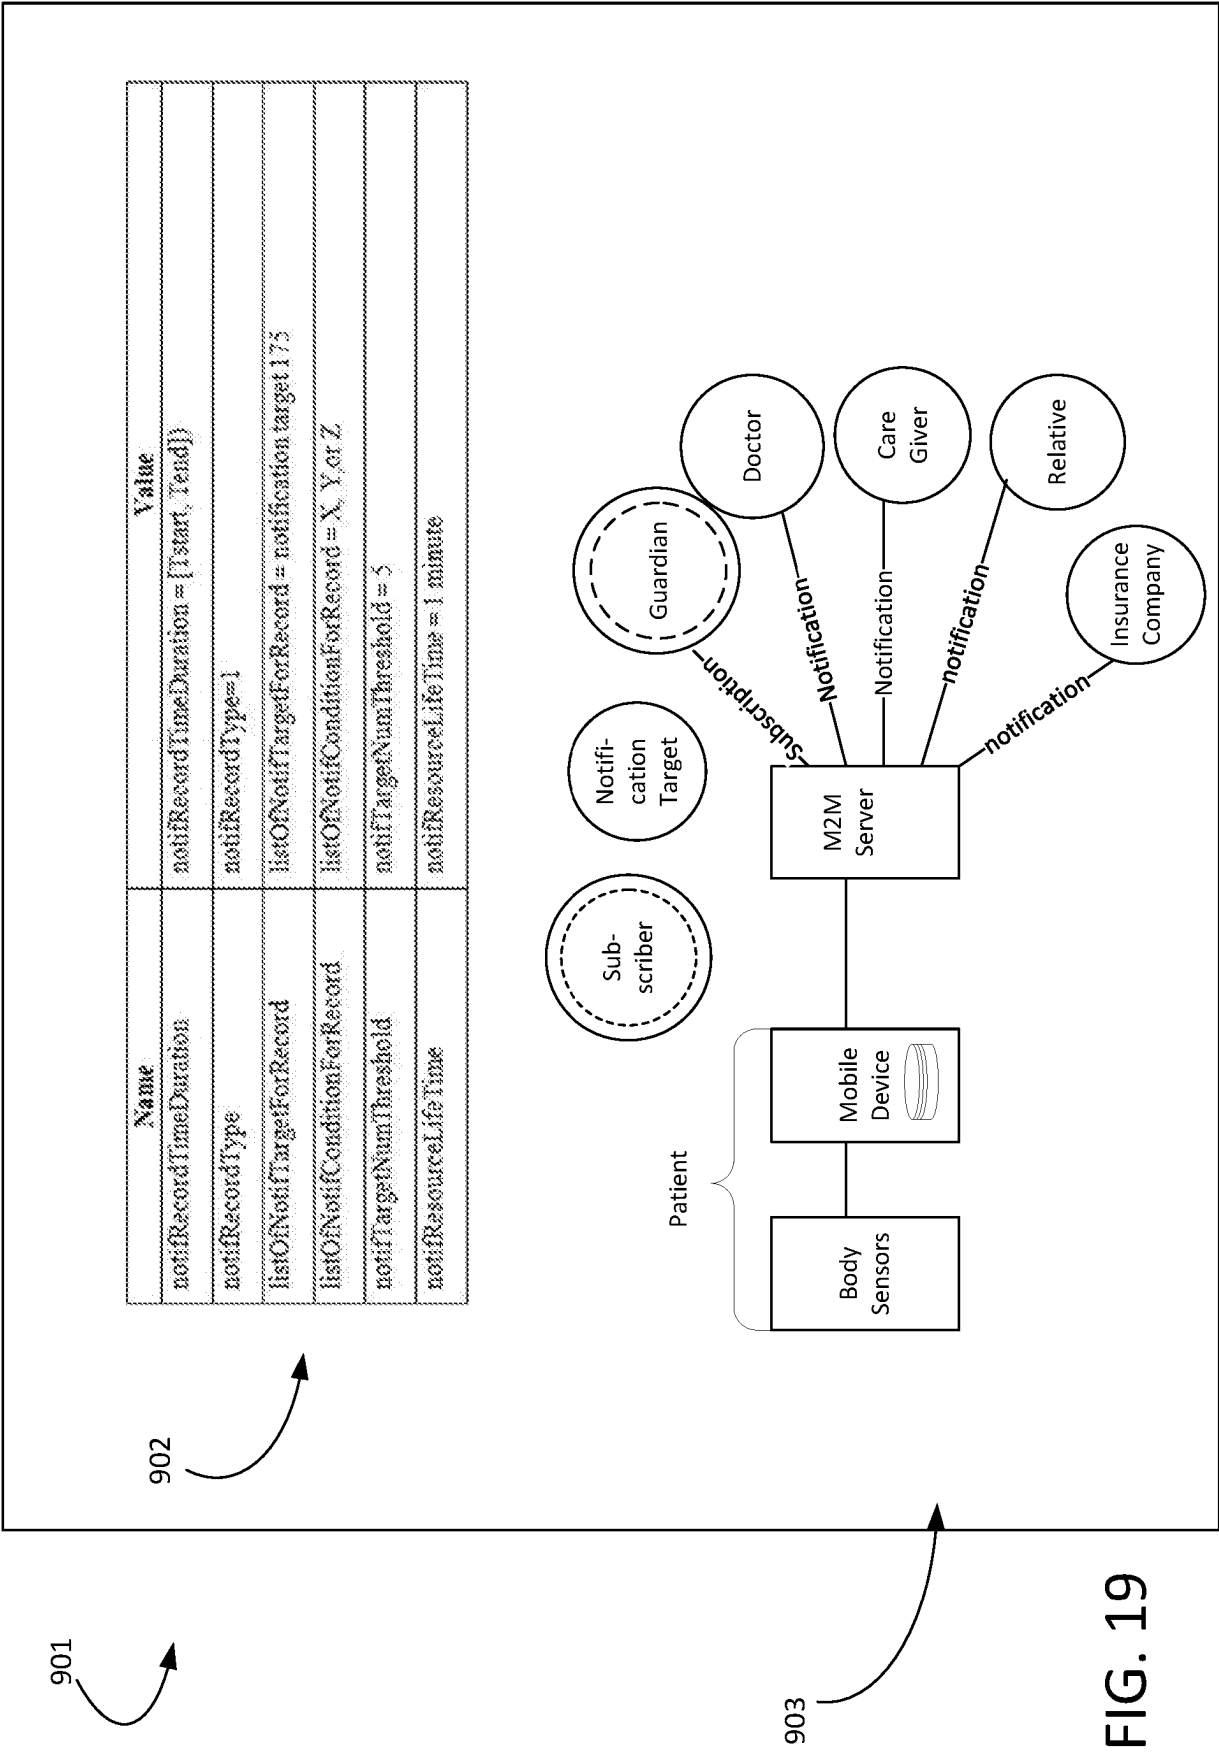 901
902
Name Value
notifRecordTimeDuration notifRecordTimeDuration = [Tstart, Tend])
notifRecordType notifRecordType=1
listOfNotifTargetForRecord listOfNotifTargetForRecord = notification target 175
listOfNotifConditionForRecord listOfNotifConditionForRecord = X, Y, or Z
notifTargetNumThreshold notifTargetNumThreshold = 5
notifResourceLifeTime notifResourceLifeTime = 1 minute
Sub-
scriber
Notifi-
cation
Target
Guardian
Subscription
Patient
Body
Sensors
Mobile
Device
M2M
Server
Notification
Doctor
Notification
Care
Giver
notification
Relative
notification
Insurance
Company
903
FIG. 19